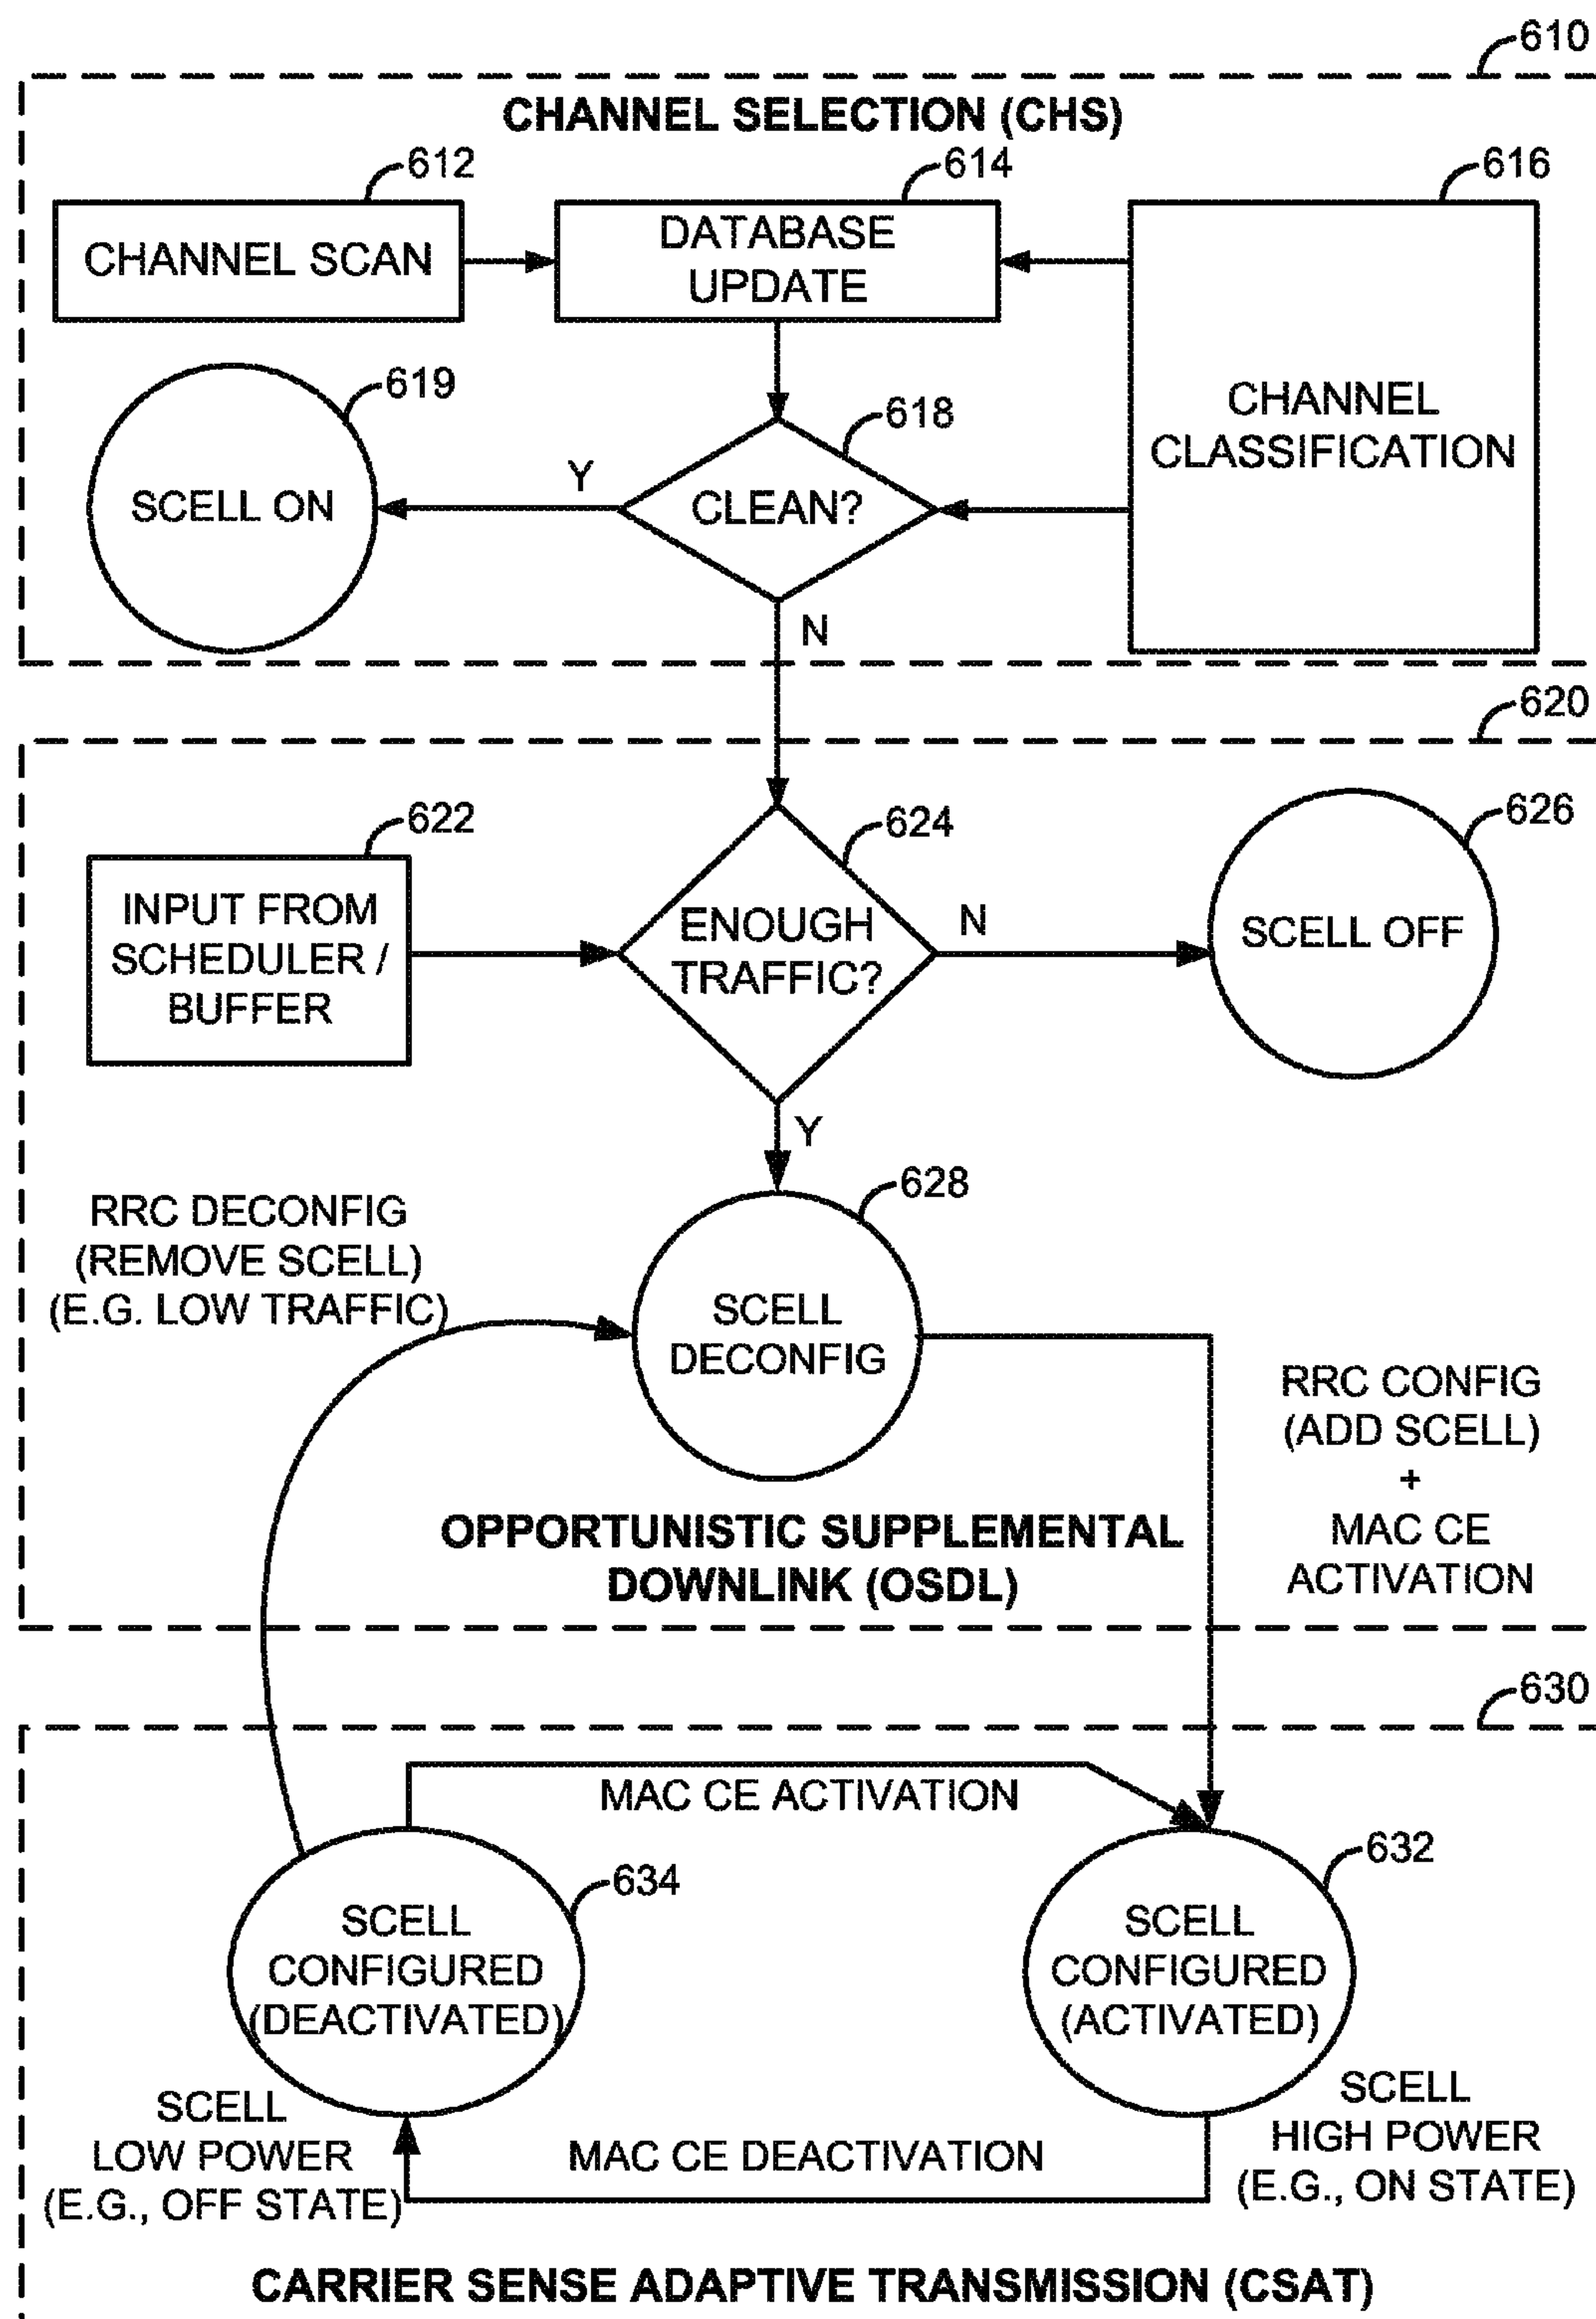 610
CHANNEL SELECTION (CHS)
612
614
616
CHANNEL SCAN
DATABASE
UPDATE
CHANNEL
CLASSIFICATION
619
618
SCELL ON
Y
CLEAN?
N
620
622
624
626
INPUT FROM
SCHEDULER /
BUFFER
ENOUGH
TRAFFIC?
N
SCELL OFF
Y
628
RRC DECONFIG
(REMOVE SCELL)
(E.G. LOW TRAFFIC)
SCELL
DECONFIG
RRC CONFIG
(ADD SCELL)
+
MAC CE
ACTIVATION
OPPORTUNISTIC SUPPLEMENTAL
DOWNLINK (OSDL)
630
MAC CE ACTIVATION
634
632
SCELL
CONFIGURED
(DEACTIVATED)
SCELL
CONFIGURED
(ACTIVATED)
SCELL
LOW POWER
(E.G., OFF STATE)
MAC CE DEACTIVATION
SCELL
HIGH POWER
(E.G., ON STATE)
CARRIER SENSE ADAPTIVE TRANSMISSION (CSAT)